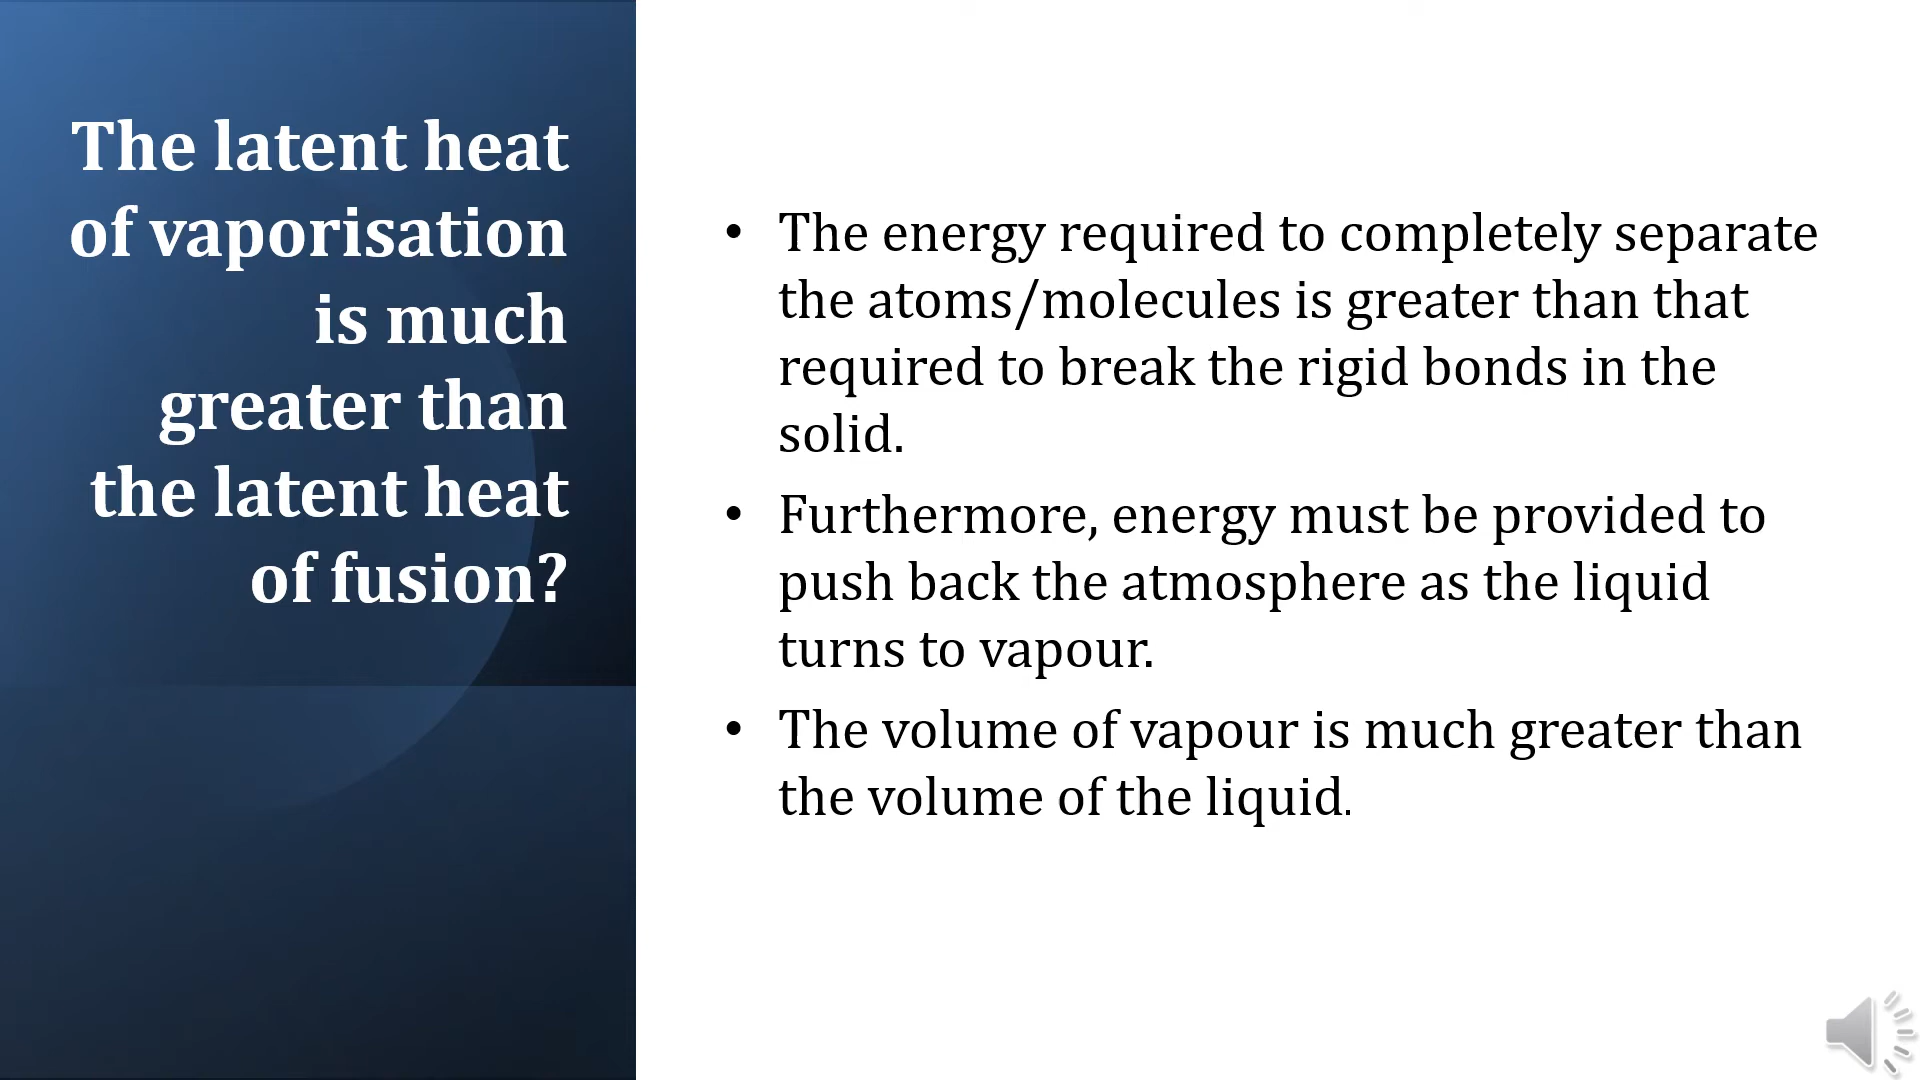 The latent heat
of vaporisation
is much
greater than
the latent heat
of fusion?
• The energy required to completely separate
the atoms/molecules is greater than that
required to break the rigid bonds in the
solid.
• Furthermore, energy must be provided to
push back the atmosphere as the liquid
turns to vapour.
• The volume of vapour is much greater than
the volume of the liquid.